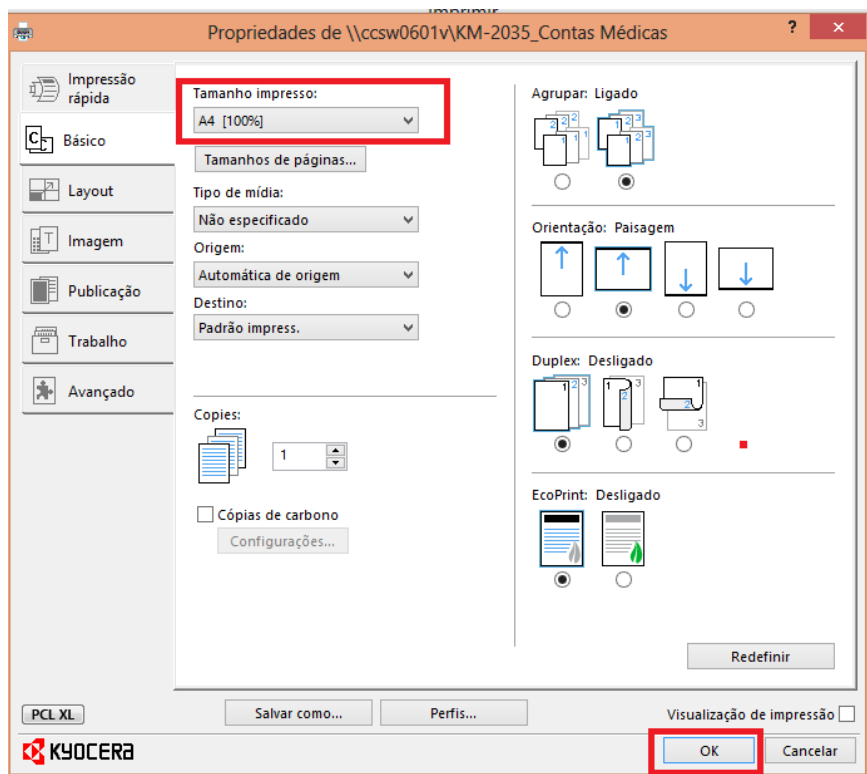 Imprimir
Propriedades de \\ccsw0601v\KM-2035_Contas Médicas
?
×
Impressão
rápida
Básico
Layout
Imagem
Publicação
Trabalho
Avançado
Tamanho impresso:
A4 [100%]
Tamanhos de páginas...
Tipo de mídia:
Não especificado
Origem:
Automática de origem
Destino:
Padrão impress.
Copies:
1
Cópias de carbono
Configurações...
Agrupar: Ligado
Orientação: Paisagem
Duplex: Desligado
EcoPrint: Desligado
Redefinir
PCL XL
Salvar como...
Perfis...
Visualização de impressão
KYOCERA
OK
Cancelar